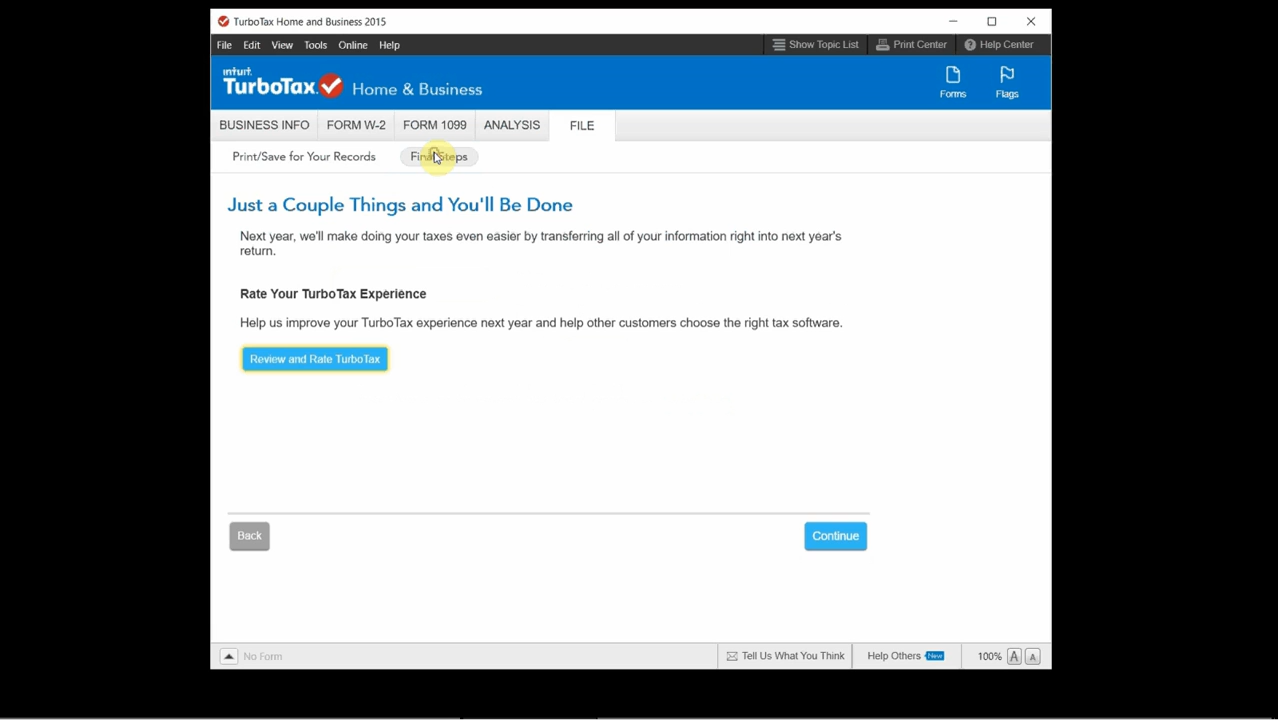 TurboTax Home and Business 2015
File Edit View Tools Online Help Show Topic List Print Center Help Center
intuit
TurboTax Home & Business
Forms Flags
BUSINESS INFO FORM W-2 FORM 1099 ANALYSIS FILE
Print/Save for Your Records Final Steps
Just a Couple Things and You'll Be Done
Next year, we'll make doing your taxes even easier by transferring all of your information right into next year's
return.
Rate Your TurboTax Experience
Help us improve your TurboTax experience next year and help other customers choose the right tax software.
Review and Rate TurboTax
Back Continue
No Form Tell Us What You Think Help Others New 100% A A